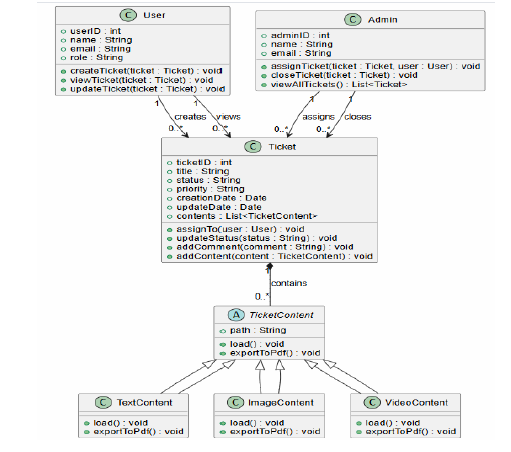 C User
userID : int
name : String
email : String
role : String
createTicket(ticket : Ticket) : void
viewTicket(ticket : Ticket) : void
updateTicket(ticket : Ticket) : void
C Admin
adminID : int
name : String
email : String
assignTicket(ticket : Ticket, user : User) : void
closeTicket(ticket : Ticket) : void
viewAllTickets() : List<Ticket>
1 1 1 1
creates views assigns closes
0..* 0..* 0..* 0..*
C Ticket
ticketID : int
title : String
status : String
priority : String
creationDate : Date
updateDate : Date
contents : List<TicketContent>
assignTo(user : User) : void
updateStatus(status : String) : void
addComment(comment : String) : void
addContent(content : TicketContent) : void
1
contains
0..*
A TicketContent
path : String
load() : void
exportToPdf() : void
C TextContent
load() : void
exportToPdf() : void
C ImageContent
load() : void
exportToPdf() : void
C VideoContent
load() : void
exportToPdf() : void